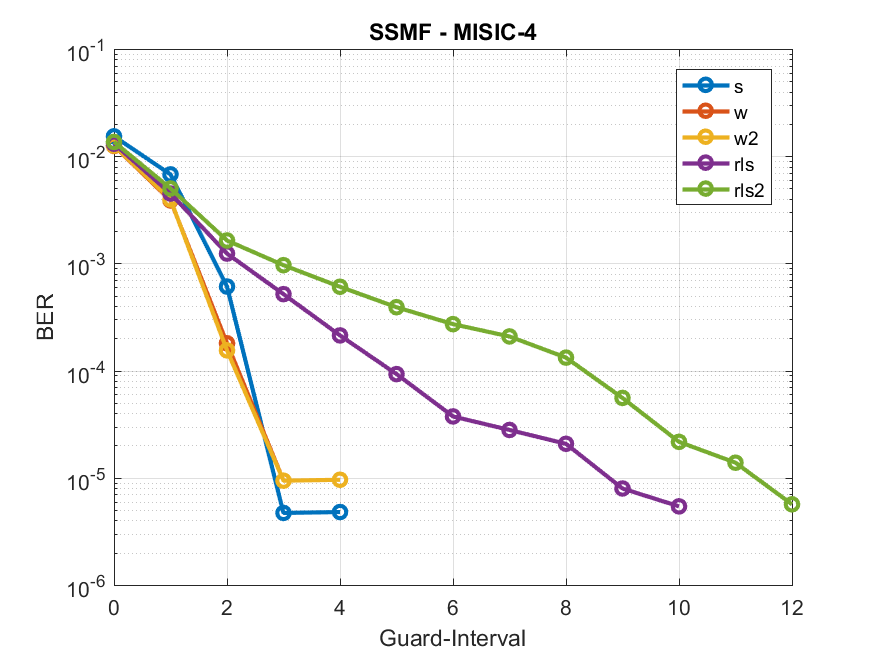 SSMF - MISIC-4
10^-1
10^-2
10^-3
10^-4
10^-5
10^-6
BER
s
w
w2
rls
rls2
0 2 4 6 8 10 12
Guard-Interval